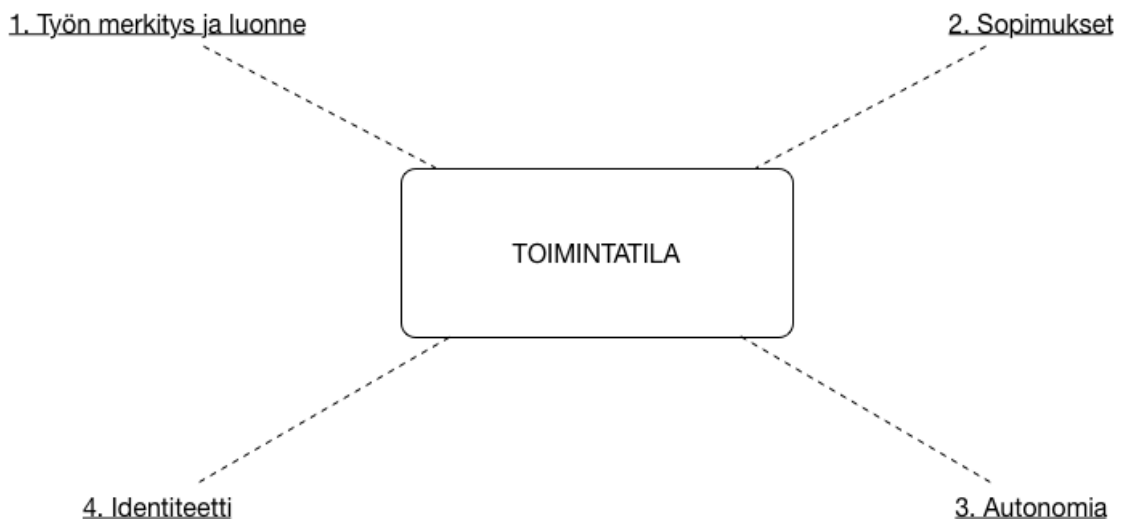 1. Työn merkitys ja luonne
2. Sopimukset
TOIMINTATILA
4. Identiteetti
3. Autonomia